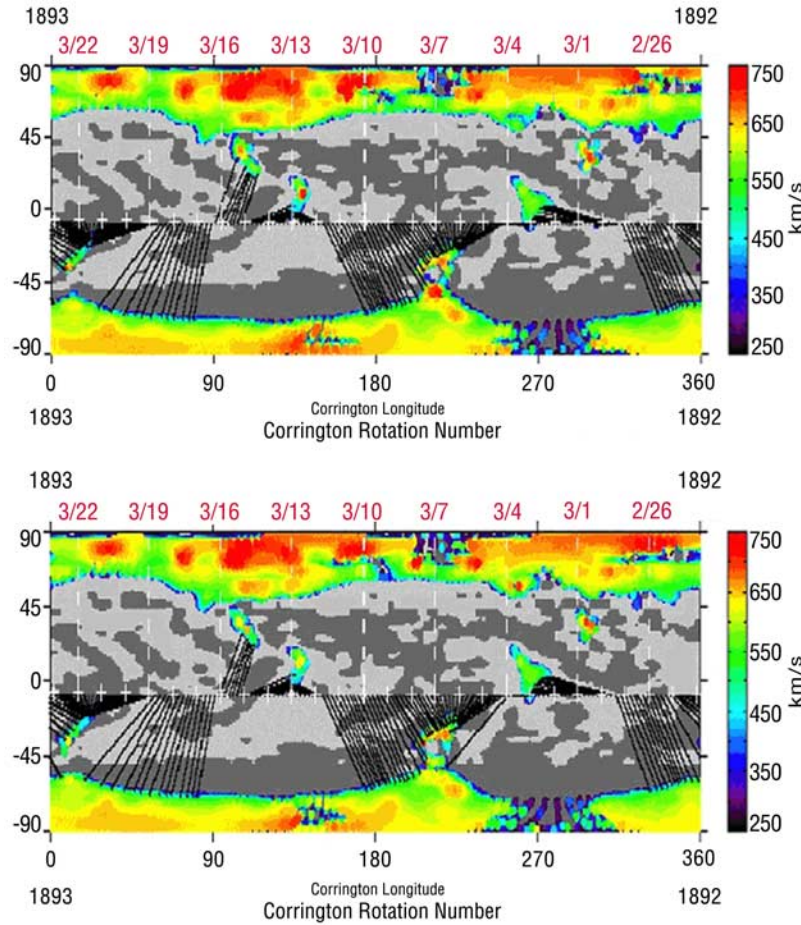 1893 1892
3/22 3/19 3/16 3/13 3/10 3/7 3/4 3/1 2/26
90
45
0
-45
-90
0 90 180 270 360
750
650
550
450
350
250
km/s
Corrington Longitude
1893 1892
Corrington Rotation Number
1893 1892
3/22 3/19 3/16 3/13 3/10 3/7 3/4 3/1 2/26
90
45
0
-45
-90
0 90 180 270 360
750
650
550
450
350
250
km/s
Corrington Longitude
1893 1892
Corrington Rotation Number